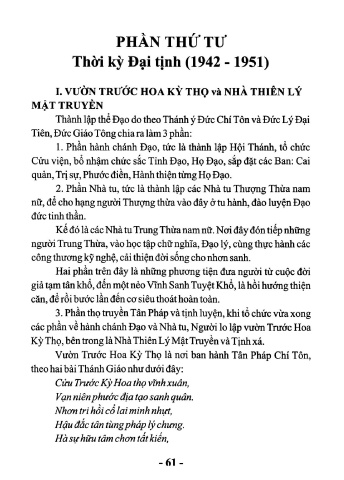 PHẦN THỨ TƯ
Thời kỳ Đại tịnh (1942 - 1951)
I. VƯỜN TRƯỚC HOA KỲ THỌ và NHÀ THIÊN LÝ
MẬT TRUYỀN
Thành lập thể Đạo do theo Thánh ý Đức Chí Tôn và Đức Lý Đại
Tiên, Đức Giáo Tông chia ra làm 3 phần:
1. Phần hành chánh Đạo, tức là thành lập Hội Thánh, tổ chức
Cửu viện, bổ nhậm chức sắc Tỉnh Đạo, Họ Đạo, sắp đặt các Ban: Cai
quản, Trị sự, Phước điền, Hành thiện từng Họ Đạo.
2. Phần Nhà tu, tức là thành lập các Nhà tu Thượng Thừa nam
nữ, để cho hạng người Thượng thừa vào đây ở tu hành, đào luyện Đạo
đức tinh thần.
Kế đó là các Nhà tu Trung Thừa nam nữ. Nơi đây đón tiếp những
người Trung Thừa, vào học tập chữ nghĩa, Đạo lý, cùng thực hành các
công thương kỹ nghệ, cải thiện đời sống cho nhơn sanh.
Hai phần trên đây là những phương tiện đưa người từ cuộc đời
giả tạm tân khổ, đến một nẻo Vĩnh Sanh Tuyệt Khổ, là hồi hướng thiện
căn, để rồi bước lần đến cơ siêu thoát hoàn toàn.
3. Phần thọ truyền Tân Pháp và tịnh luyện, khi tổ chức vừa xong
các phần về hành chánh Đạo và Nhà tu, Người lo lập vườn Trước Hoa
Kỳ Thọ, bên trong là Nhà Thiên Lý Mật Truyền và Tịnh xá.
Vườn Trước Hoa Kỳ Thọ là nơi ban hành Tân Pháp Chí Tôn,
theo hai bài Thánh Giáo như dưới đây:
Cửu Trước Kỳ Hoa thọ vĩnh xuân,
Vạn niên phước địa tạo sanh quân.
Nhơn tri hồi cố lai minh nhựt,
Hậu đắc tân tùng pháp lý chung.
Hà sự hữu tâm chơn tất kiến,
- 61 -